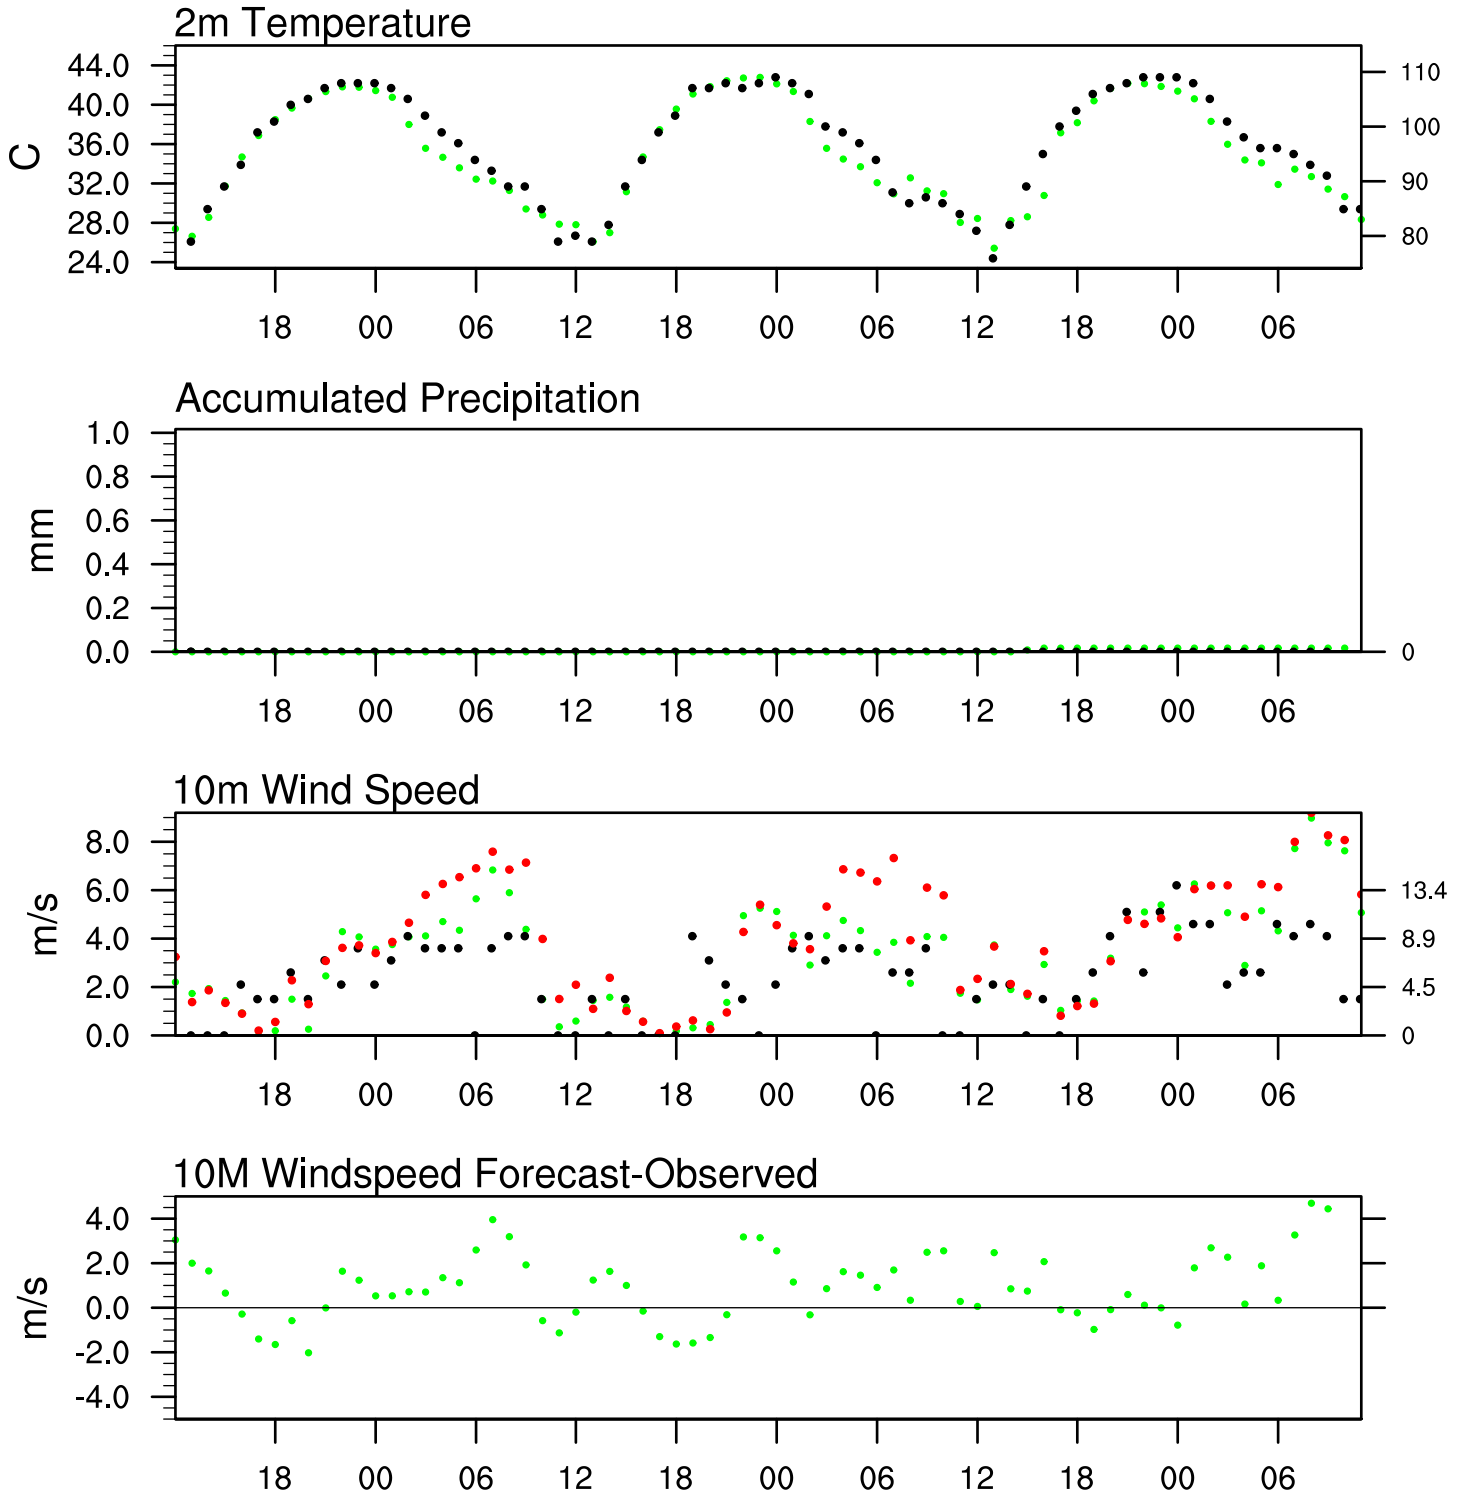 2m Temperature
44.0
40.0
36.0
32.0
28.0
24.0
C
110
100
90
80
18 00 06 12 18 00 06 12 18 00 06
Accumulated Precipitation
1.0
0.8
0.6
0.4
0.2
0.0
mm
0
18 00 06 12 18 00 06 12 18 00 06
10m Wind Speed
8.0
6.0
4.0
2.0
0.0
m/s
13.4
8.9
4.5
0
18 00 06 12 18 00 06 12 18 00 06
10M Windspeed Forecast-Observed
4.0
2.0
0.0
-2.0
-4.0
m/s
18 00 06 12 18 00 06 12 18 00 06